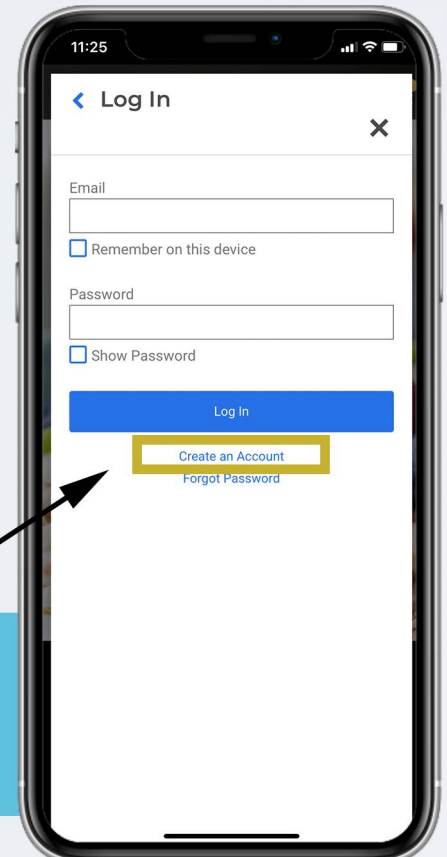 11:25
Log In
Email
Remember on this device
Password
Show Password
Log In
Create an Account
Forgot Password